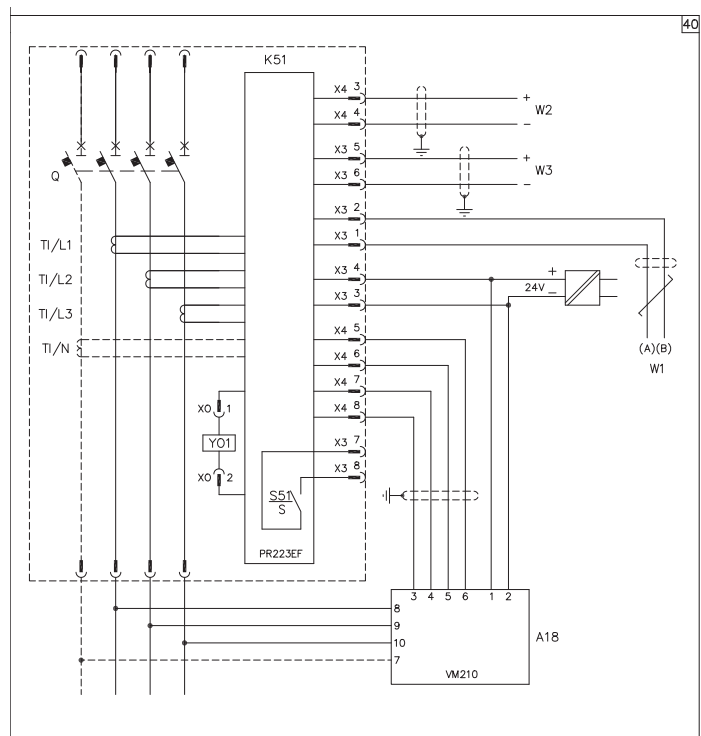 40
K51
X4 3
+
W2
X4 4
−
X3 5
+
W3
X3 6
−
Q
X3 2
X3 1
TI/L1
TI/L2
X3 4
+
24V
X3 3
−
TI/L3
TI/N
X4 5
(A)(B)
X4 6
W1
X4 7
X4 8
XO 1
YO1
X3 7
X3 8
XO 2
S51
S
PR223EF
3 4 5 6 1 2
8
9
A18
10
7
VM210